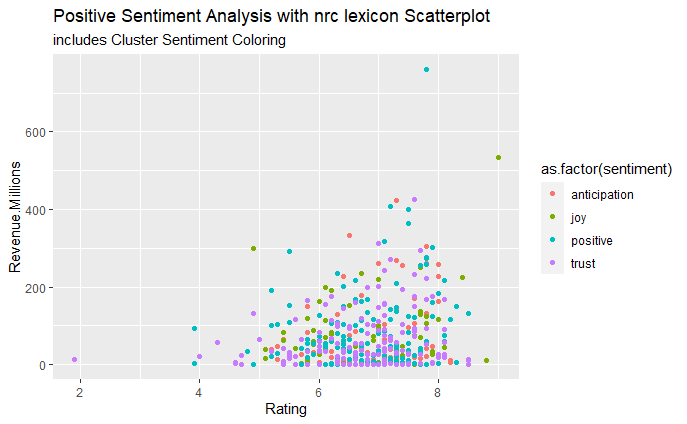 Positive Sentiment Analysis with nrc lexicon Scatterplot
includes Cluster Sentiment Coloring
Revenue.Millions
600
400
200
0
2
4
6
8
Rating
as.factor(sentiment)
anticipation
joy
positive
trust